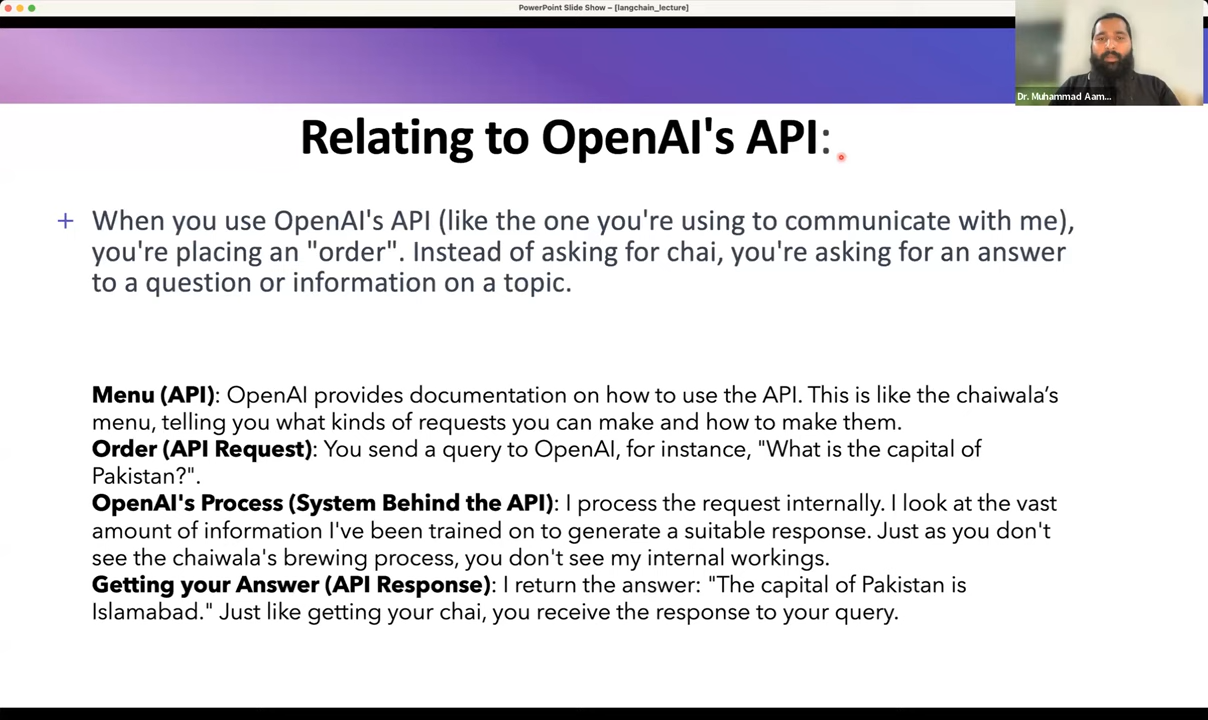 PowerPoint Slide Show – [langchain_lecture]
Dr. Muhammad Aam...
Relating to OpenAI's API:
+ When you use OpenAI's API (like the one you're using to communicate with me),
you're placing an "order". Instead of asking for chai, you're asking for an answer
to a question or information on a topic.
Menu (API): OpenAI provides documentation on how to use the API. This is like the chaiwala’s
menu, telling you what kinds of requests you can make and how to make them.
Order (API Request): You send a query to OpenAI, for instance, "What is the capital of
Pakistan?".
OpenAI's Process (System Behind the API): I process the request internally. I look at the vast
amount of information I've been trained on to generate a suitable response. Just as you don't
see the chaiwala's brewing process, you don't see my internal workings.
Getting your Answer (API Response): I return the answer: "The capital of Pakistan is
Islamabad." Just like getting your chai, you receive the response to your query.